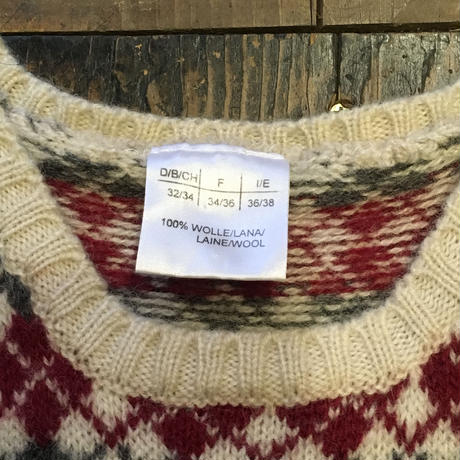 D/B/CH F I/E
32/34 34/36 36/38
100% WOLLE/LANA/
LAINE/WOOL